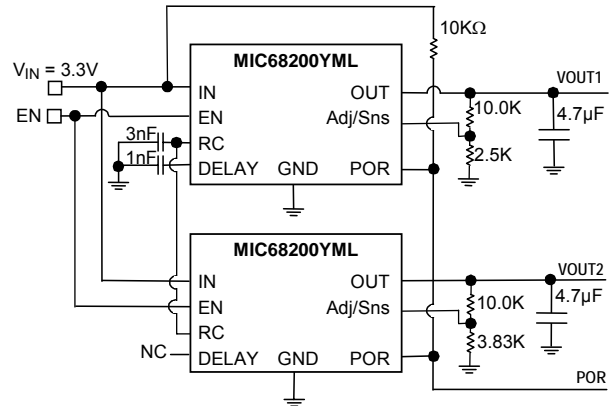 10KΩ
MIC68200YML
VIN = 3.3V
IN
OUT
VOUT1
EN
EN
10.0K
Adj/Sns
4.7µF
3nF
RC
1nF
2.5K
DELAY
GND
POR
MIC68200YML
IN
OUT
VOUT2
EN
10.0K
Adj/Sns
4.7µF
RC
3.83K
NC
DELAY
GND
POR
POR